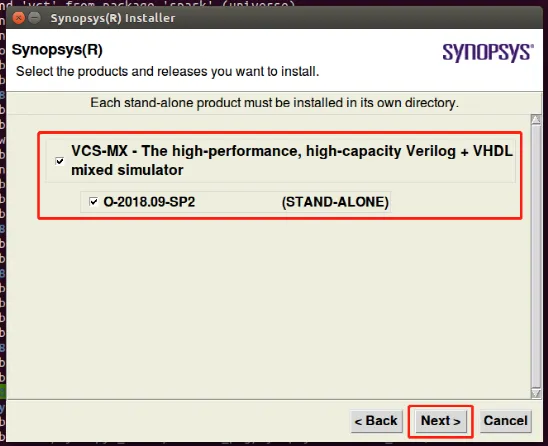 nd 'vct' from package 'spack' (universe)
Synopsys(R) Installer
Synopsys(R)
SYNOPSYS®
Select the products and releases you want to install.
Each stand-alone product must be installed in its own directory.
VCS-MX - The high-performance, high-capacity Verilog + VHDL
mixed simulator
O-2018.09-SP2 (STAND-ALONE)
< Back Next > Cancel